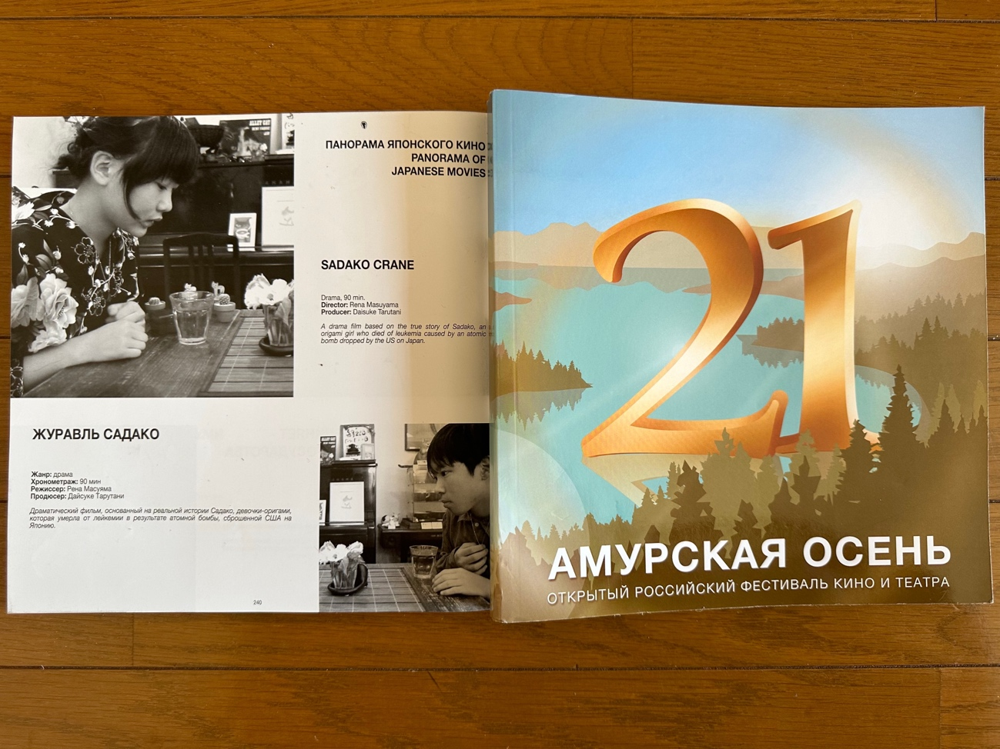 ПАНОРАМА ЯПОНСКОГО КИНО
PANORAMA OF
JAPANESE MOVIES
ALLEY CAT
SADAKO CRANE
Drama, 90 min.
Director: Rena Masuyama
Producer: Daisuke Tarutani
A drama film based on the true story of Sadako, an
origami girl who died of leukemia caused by an atomic
bomb dropped by the US on Japan.
ЖУРАВЛЬ САДАКО
Жанр: драма
Хронометраж: 90 мин
Режиссер: Рена Масуяма
Продюсер: Дайсуке Тарутани
Драматический фильм, основанный на реальной истории Садако, девочки-оригами,
которая умерла от лейкемии в результате атомной бомбы, сброшенной США на
Японию.
ALLEY CAT
240
21
АМУРСКАЯ ОСЕНЬ
ОТКРЫТЫЙ РОССИЙСКИЙ ФЕСТИВАЛЬ КИНО И ТЕАТРА